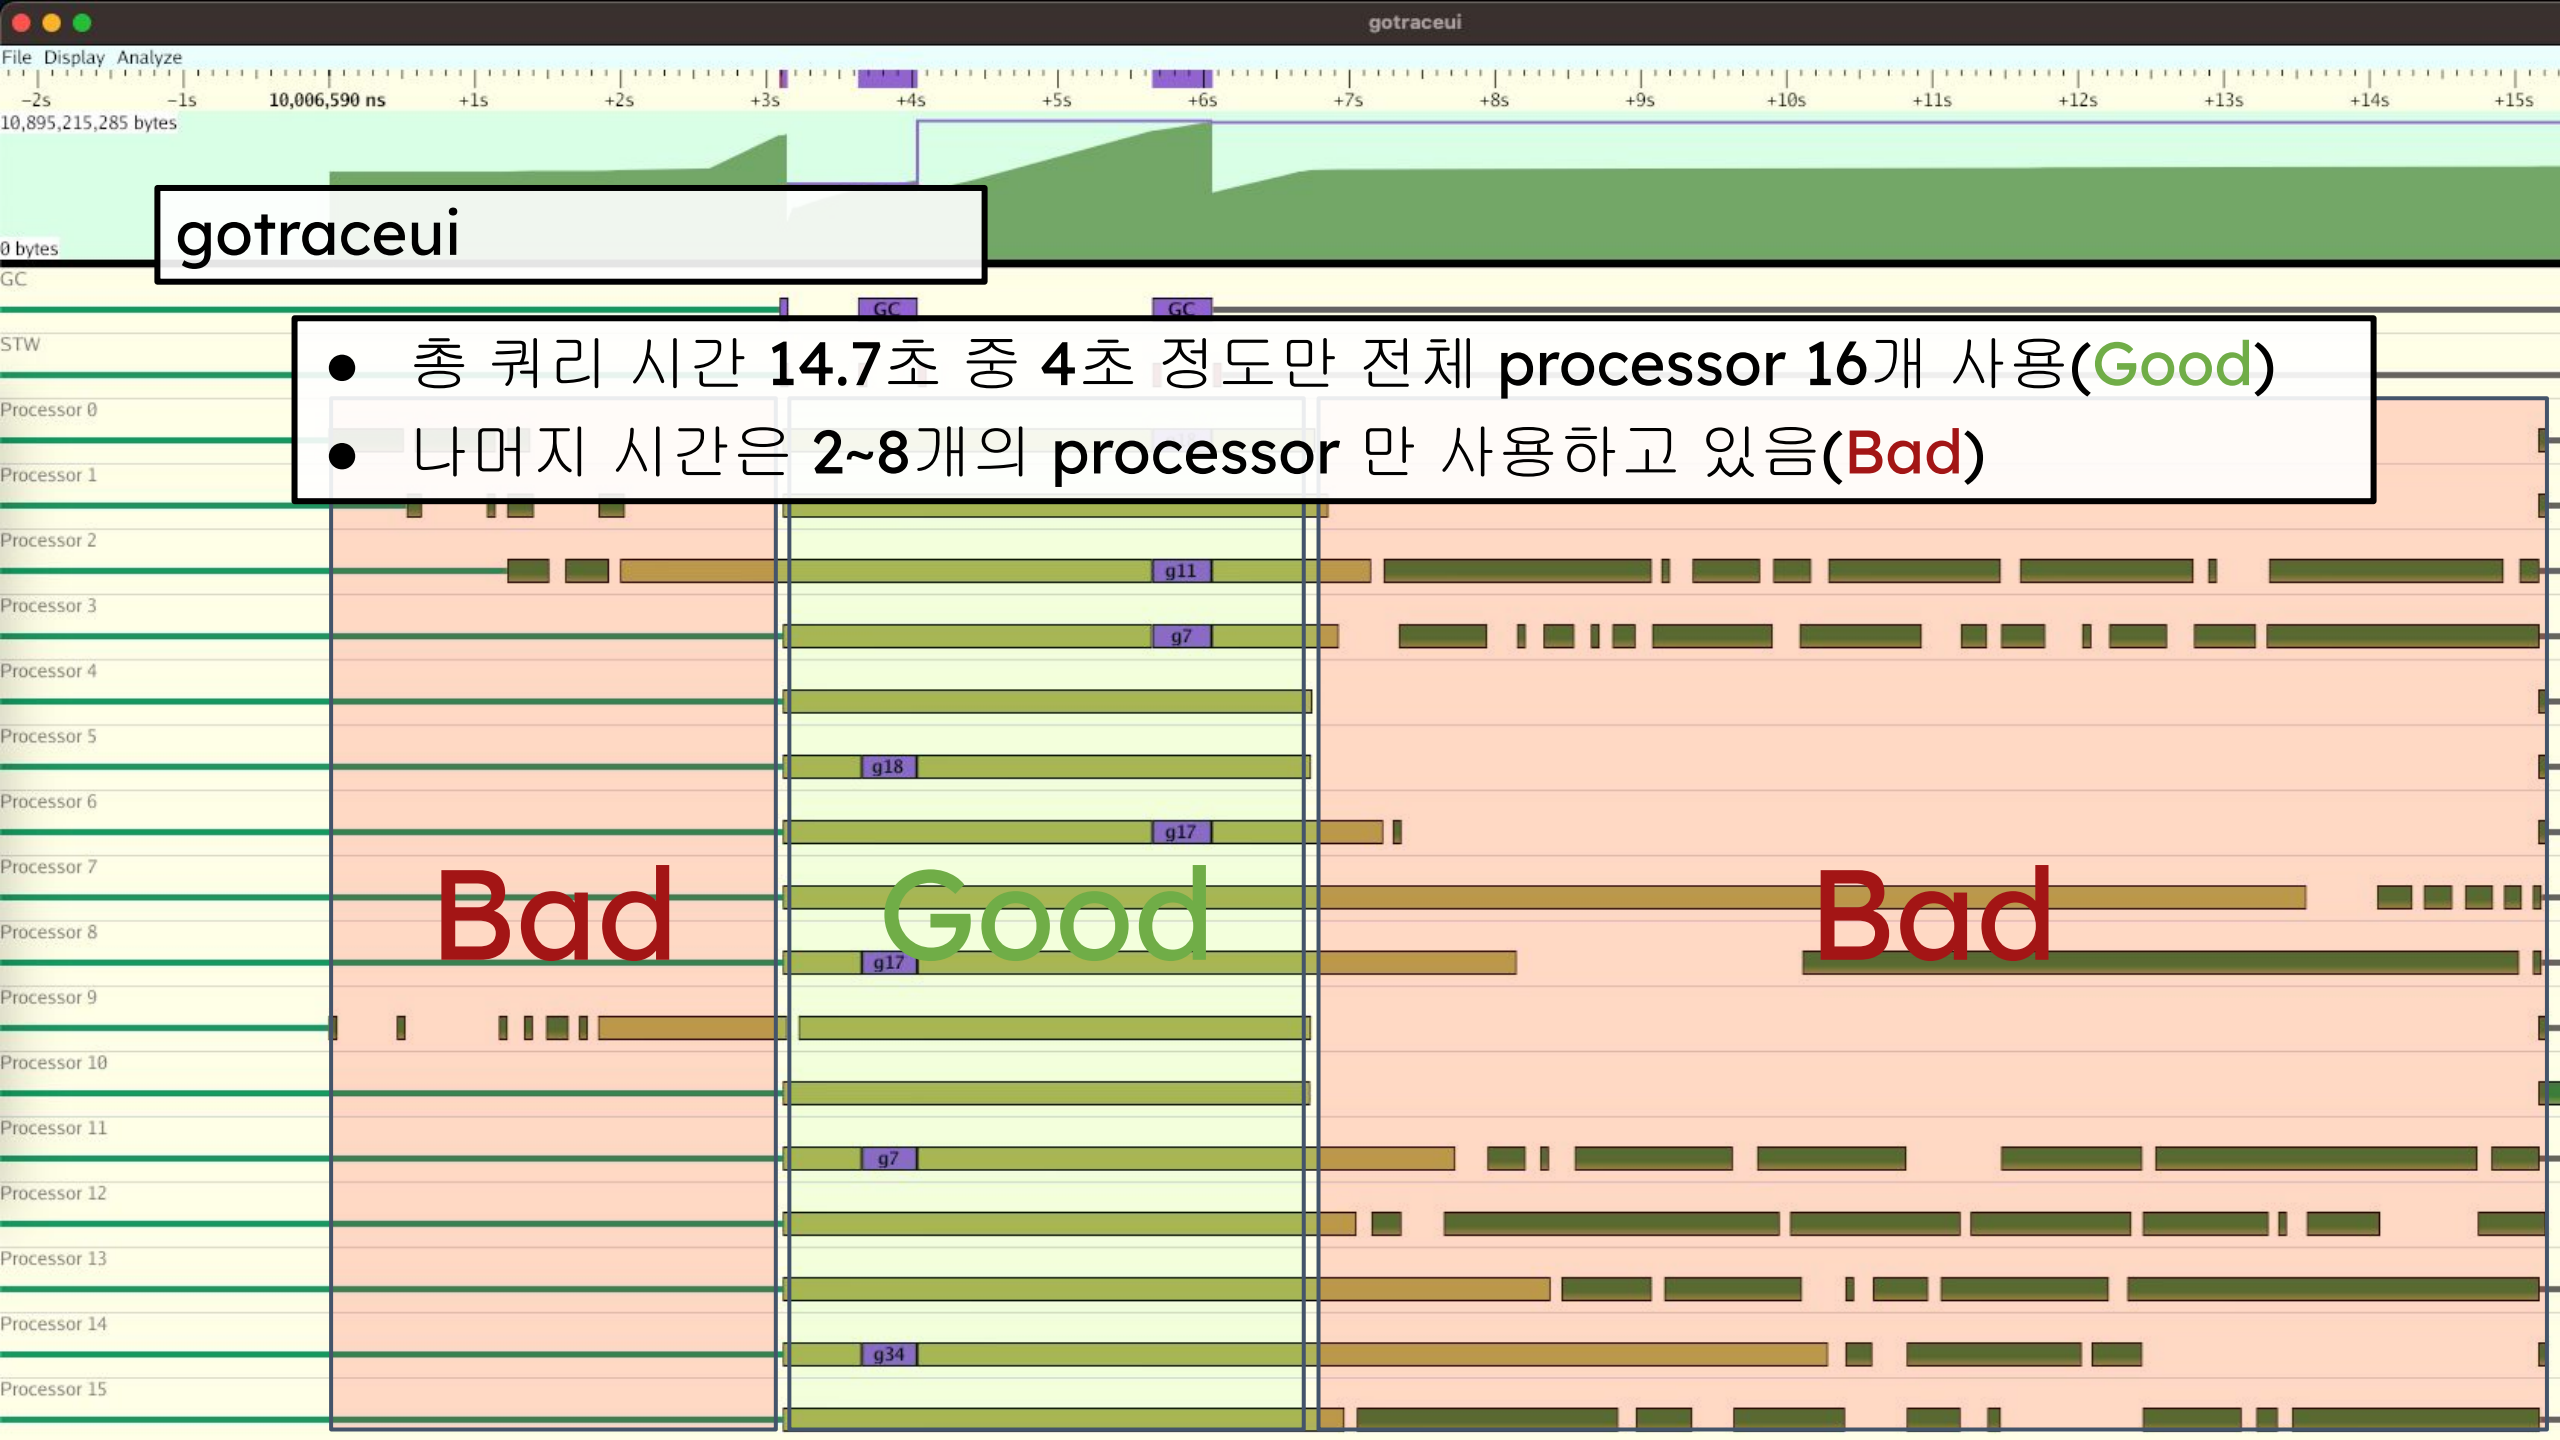 gotraceui
File Display Analyze
-2s -1s 10,006,590 ns +1s +2s +3s +4s +5s +6s +7s +8s +9s +10s +11s +12s +13s +14s +15s
10,895,215,285 bytes
gotraceui
0 bytes
GC
GC GC
STW
● 총 쿼리 시간 14.7초 중 4초 정도만 전체 processor 16개 사용(Good)
Processor 0
● 나머지 시간은 2~8개의 processor 만 사용하고 있음(Bad)
Processor 1
Processor 2
g11
Processor 3
g7
Processor 4
Processor 5
g18
Processor 6
g17
Processor 7
Bad Good Bad
Processor 8
g17
Processor 9
Processor 10
Processor 11
g7
Processor 12
Processor 13
Processor 14
g34
Processor 15